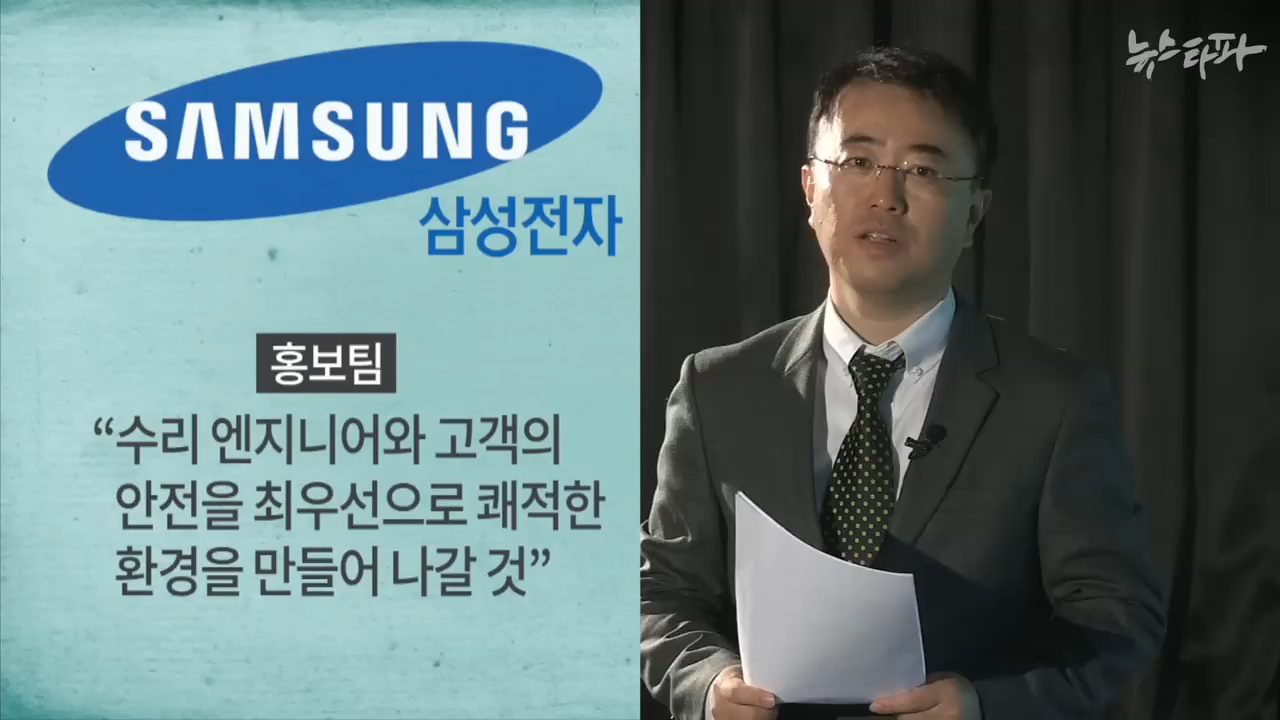 SAMSUNG
삼성전자
홍보팀
“수리 엔지니어와 고객의
안전을 최우선으로 쾌적한
환경을 만들어 나갈 것”
뉴스타파